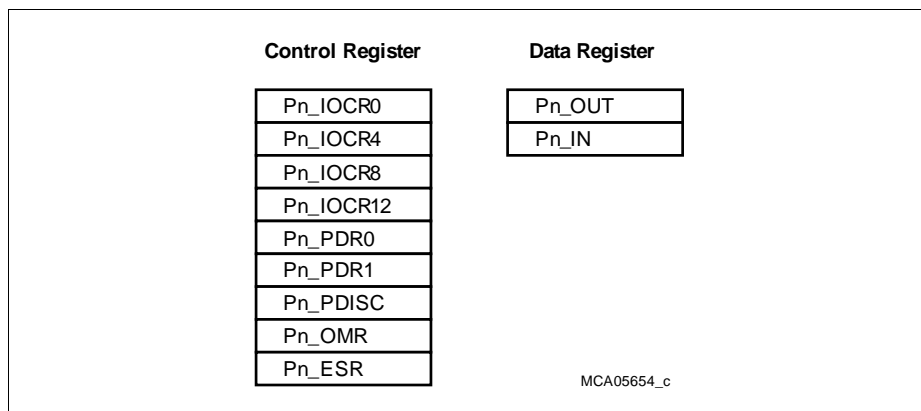 Control Register
Data Register
Pn_IOCR0
Pn_OUT
Pn_IOCR4
Pn_IN
Pn_IOCR8
Pn_IOCR12
Pn_PDR0
Pn_PDR1
Pn_PDISC
Pn_OMR
Pn_ESR
MCA05654_c